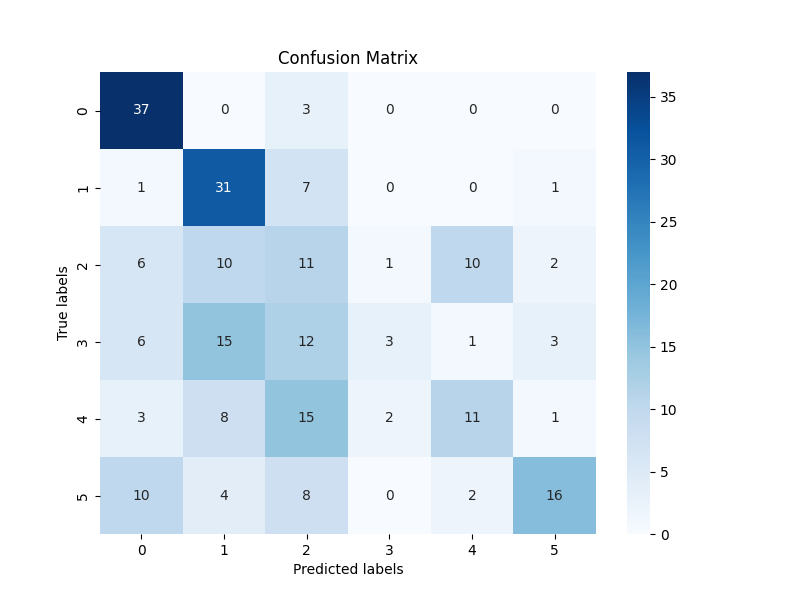 Confusion Matrix
0 37 0 3 0 0 0
1 1 31 7 0 0 1
2 6 10 11 1 10 2
3 6 15 12 3 1 3
4 3 8 15 2 11 1
5 10 4 8 0 2 16
0 1 2 3 4 5
Predicted labels
True labels
35
30
25
20
15
10
5
0